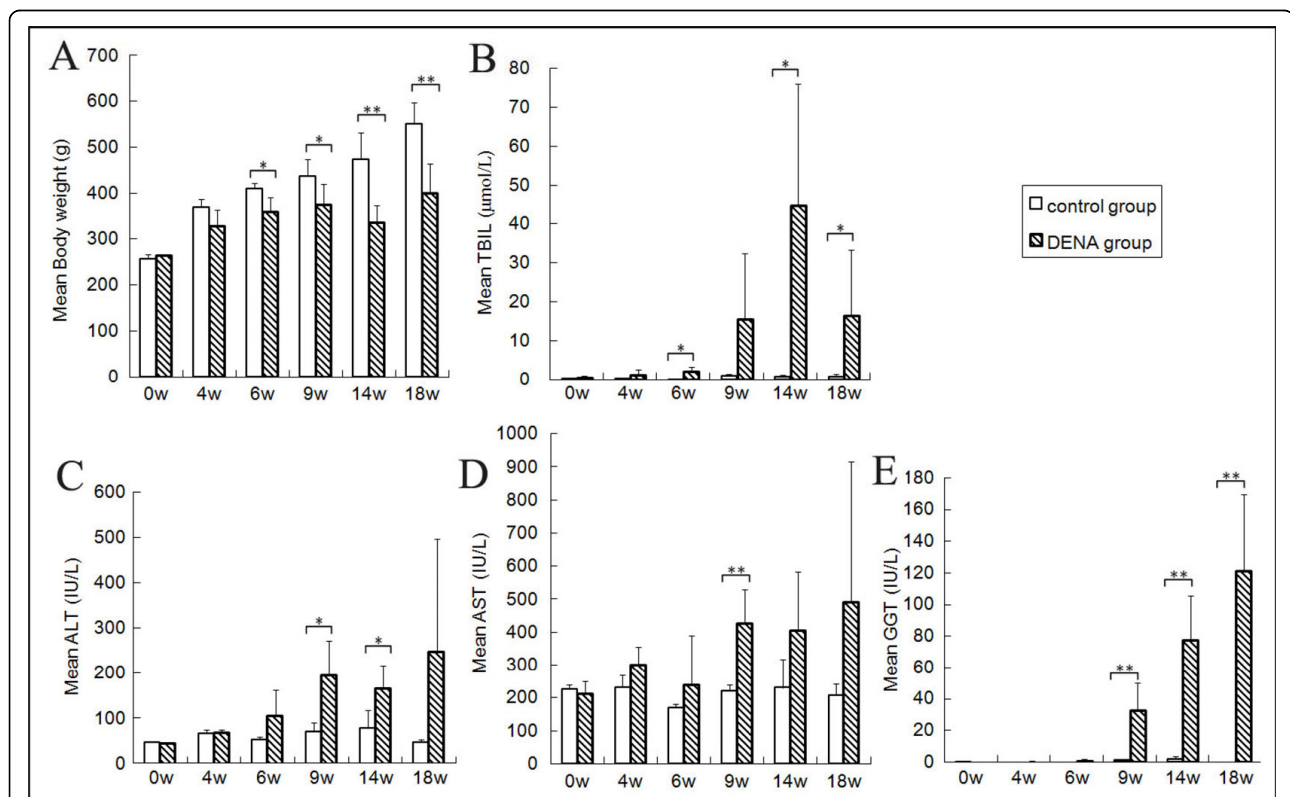 A
Mean Body weight (g)
700
600
500
400
300
200
100
0
* * ** **
0w 4w 6w 9w 14w 18w
B
Mean TBIL (μmol/L)
80
70
60
50
40
30
20
10
0
* * *
0w 4w 6w 9w 14w 18w
control group
DENA group
C
Mean ALT (IU/L)
600
500
400
300
200
100
0
* *
0w 4w 6w 9w 14w 18w
D
Mean AST (IU/L)
1000
900
800
700
600
500
400
300
200
100
0
**
0w 4w 6w 9w 14w 18w
E
Mean GGT (IU/L)
180
160
140
120
100
80
60
40
20
0
** ** **
0w 4w 6w 9w 14w 18w